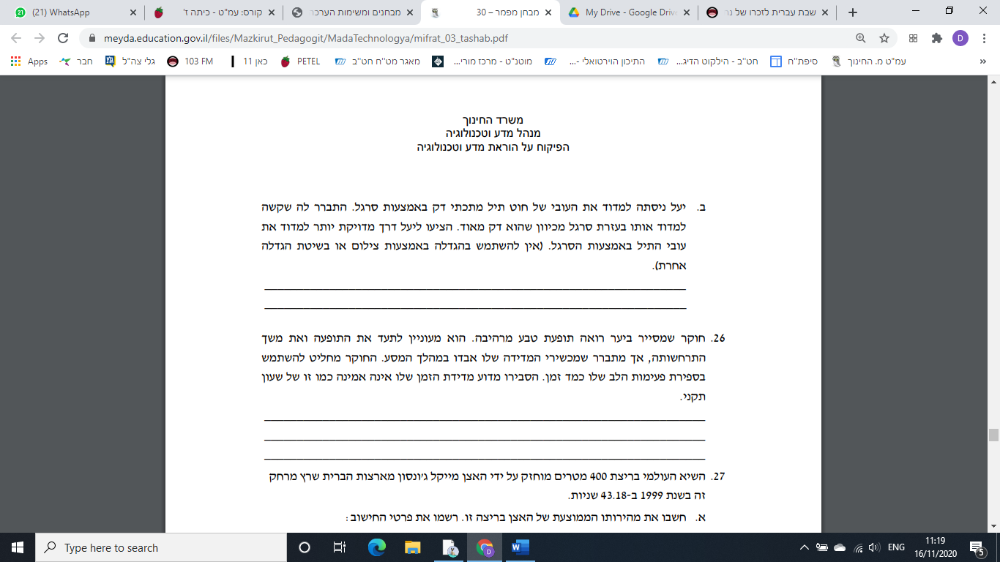 (21) WhatsApp
קורס: עמ"ט - כיתה ז'
מבחנים ומשימות הערכה
מבחן מפמר – 30
My Drive - Google Drive
שבת עברית לזכרו של
meyda.education.gov.il/files/Mazkirut_Pedagogit/MadaTechnologya/mifrat_03_tashab.pdf
D
Apps
חבר
גלי צה"ל
103 FM
כאן 11
PETEL
מאגר מט"ח חט"ב
מוטנ"ט - מרכז מורי...
התיכון הוירטואלי -...
חט"ב - הילקוט הדיג...
סיפת"ח
עמ"ט מ. החינוך
»
משרד החינוך
מנהל מדע וטכנולוגיה
הפיקוח על הוראת מדע וטכנולוגיה
ב. יעל ניסתה למדוד את העובי של חוט תיל מתכתי דק באמצעות סרגל. התברר לה שקשה
למדוד אותו בעזרת סרגל מכיוון שהוא דק מאוד. הציעו ליעל דרך מדויקת יותר למדוד את
עובי התיל באמצעות הסרגל. (אין להשתמש בהגדלה באמצעות צילום או בשיטת הגדלה
אחרת).
26. חוקר שמסייר ביער רואה תופעת טבע מרהיבה. הוא מעוניין לתעד את התופעה ואת משך
התרחשותה, אך מתברר שמכשירי המדידה שלו אבדו במהלך המסע. החוקר מחליט להשתמש
בספירת פעימות הלב שלו כמד זמן. הסבירו מדוע מדידת הזמן שלו אינה אמינה כמו זו של שעון
תקני.
27. השיא העולמי בריצת 400 מטרים מוחזק על ידי האצן מייקל ג'ונסון מארצות הברית שרץ מרחק
זה בשנת 1999 ב-43.18 שניות.
א. חשבו את מהירותו הממוצעת של האצן בריצה זו. רשמו את פרטי החישוב:
Type here to search
ENG
11:19
16/11/2020
5